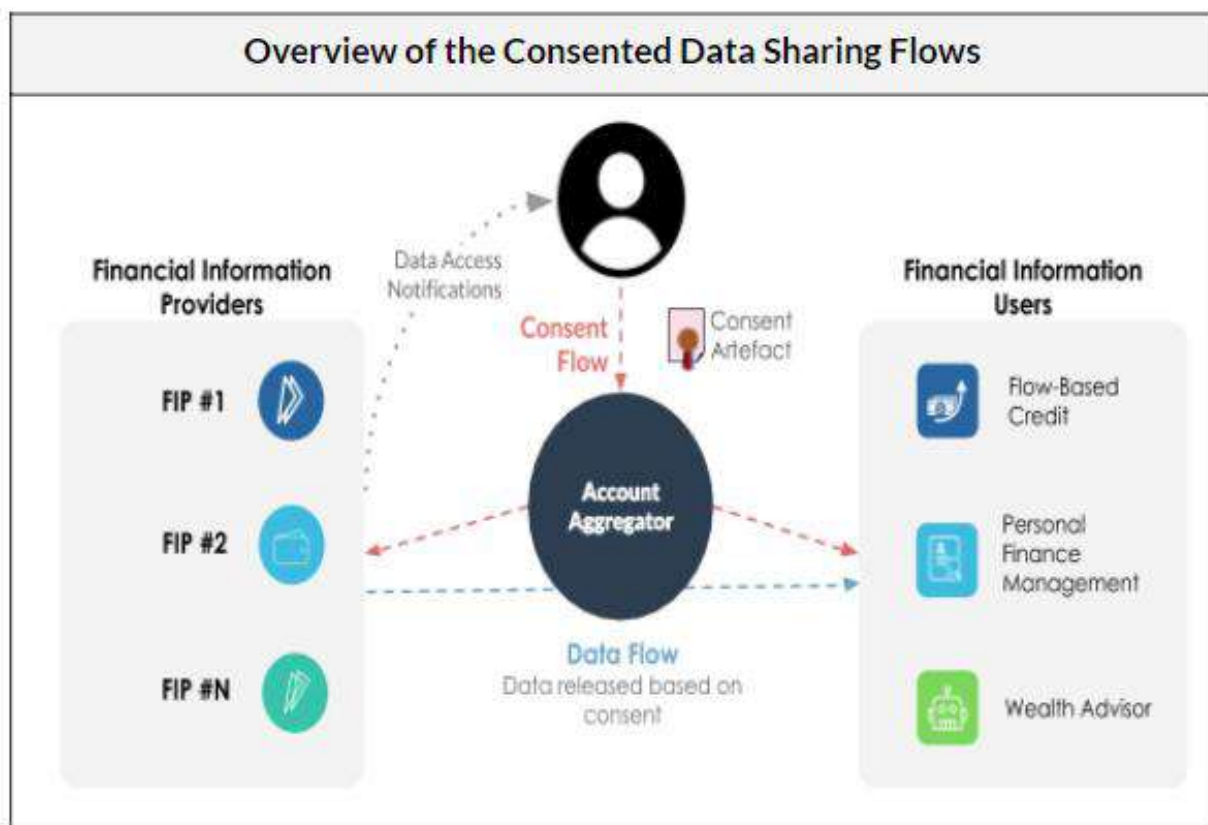 Overview of the Consented Data Sharing Flows
Data Access
Notifications
Financial Information
Providers
FIP #1
FIP #2
FIP #N
Consent
Flow
Consent
Artefact
Account
Aggregator
Data Flow
Data released based on
consent
Financial Information
Users
Flow-Based
Credit
Personal
Finance
Management
Wealth Advisor